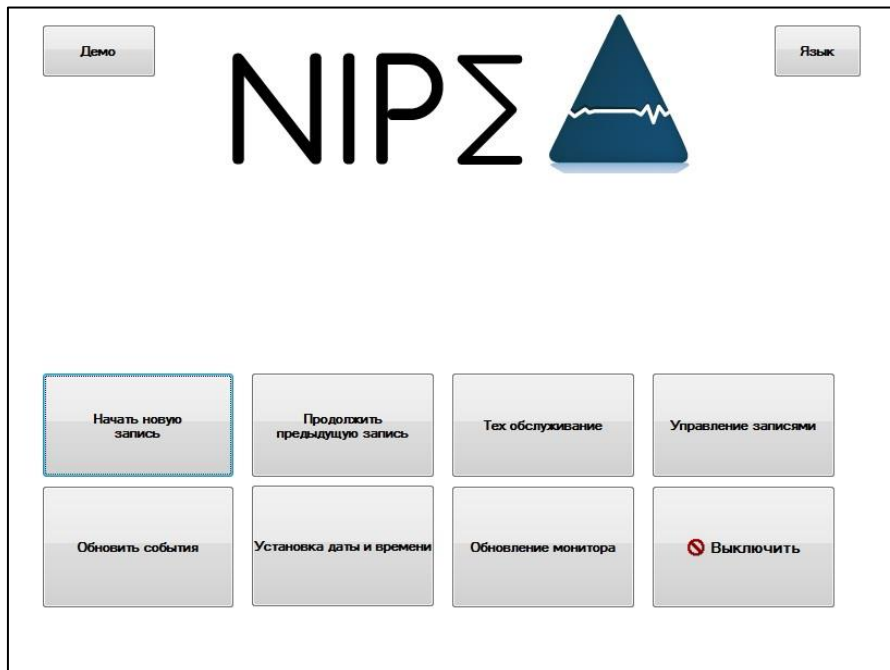 Демо
NIPΣ
Язык
Начать новую
запись
Продолжить
предыдущую запись
Тех обслуживание
Управление записями
Обновить события
Установка даты и времени
Обновление монитора
Выключить